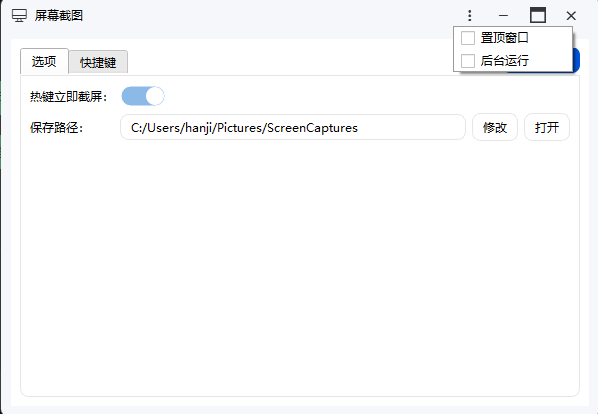 屏幕截图
置顶窗口
后台运行
选项
快捷键
热键立即截屏：
保存路径：
C:/Users/hanji/Pictures/ScreenCaptures
修改
打开